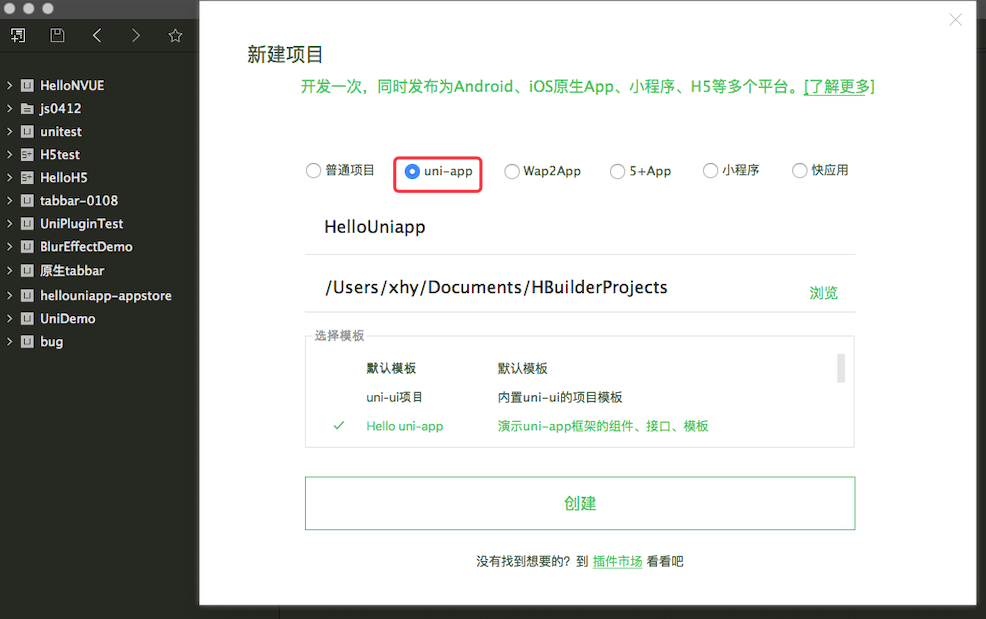 HelloNVUE
js0412
unitest
H5test
HelloH5
tabbar-0108
UniPluginTest
BlurEffectDemo
原生tabbar
hellouniapp-appstore
UniDemo
bug
新建项目
开发一次，同时发布为Android、iOS原生App、小程序、H5等多个平台。[了解更多]
普通项目 uni-app Wap2App 5+App 小程序 快应用
HelloUniapp
/Users/xhy/Documents/HBuilderProjects 浏览
选择模板
默认模板 默认模板
uni-ui项目 内置uni-ui的项目模板
Hello uni-app 演示uni-app框架的组件、接口、模板
创建
没有找到想要的？到 插件市场 看看吧